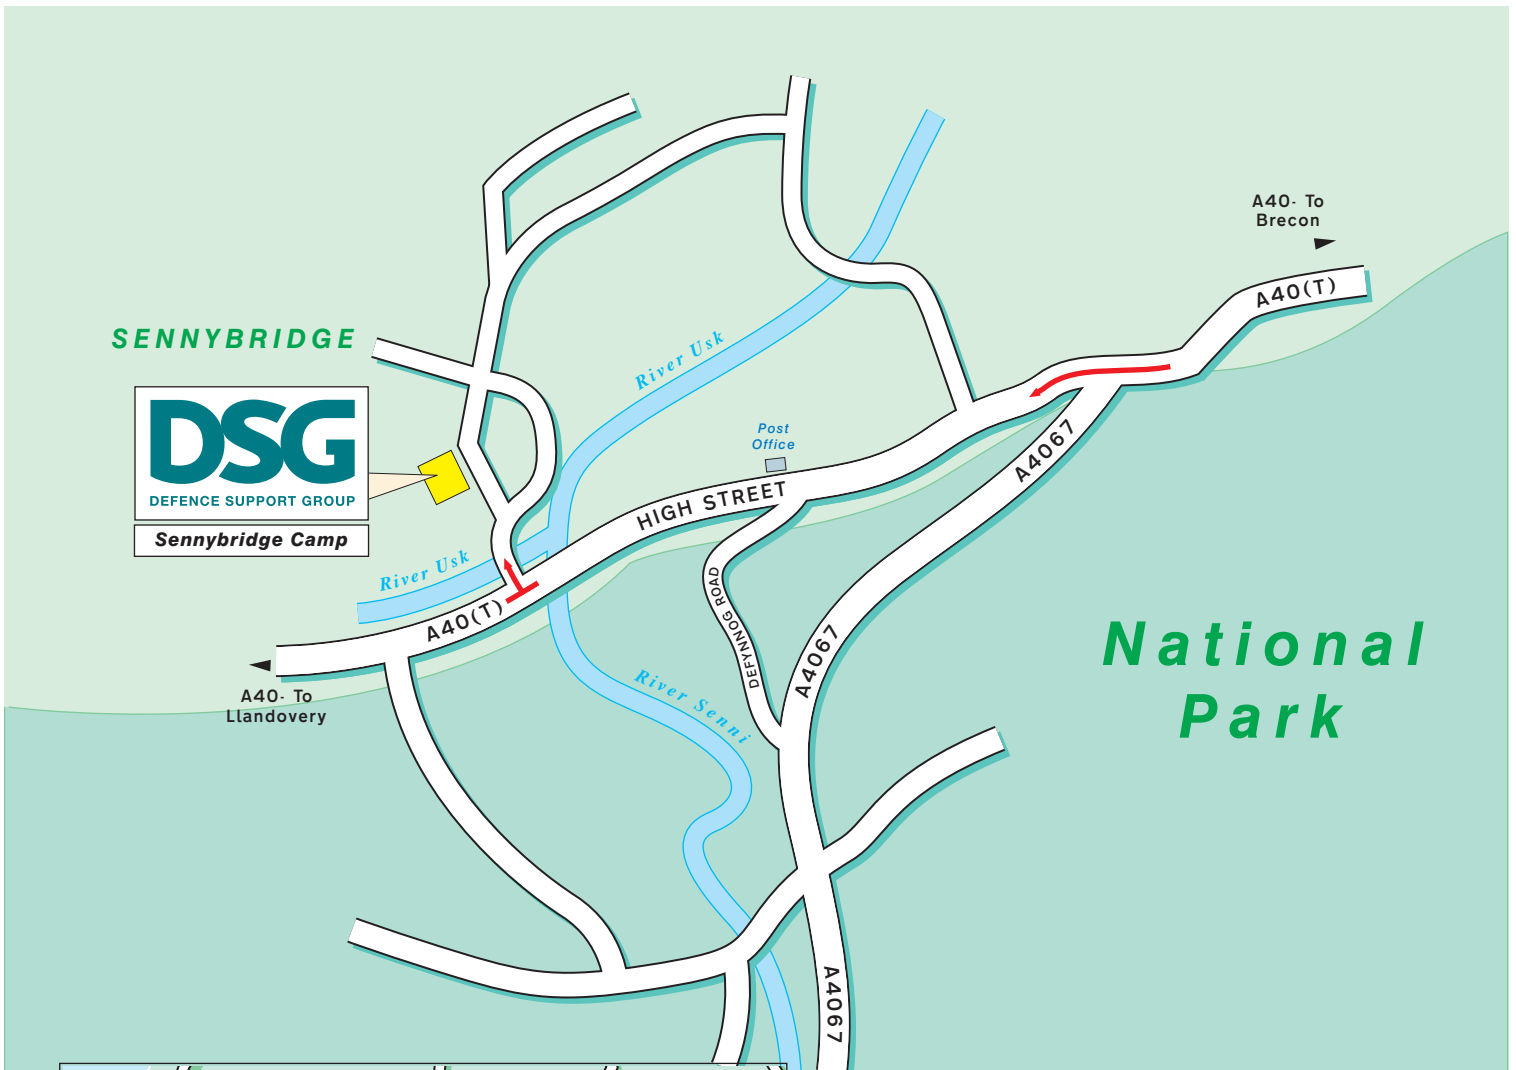 A40- To
Brecon
A40(T)
SENNYBRIDGE
River Usk
DSG
DEFENCE SUPPORT GROUP
Sennybridge Camp
Post
Office
A4067
HIGH STREET
River Usk
A40(T)
DEFYNNOG ROAD
A4067
A40- To
Llandovery
River Senni
National
Park
A4067